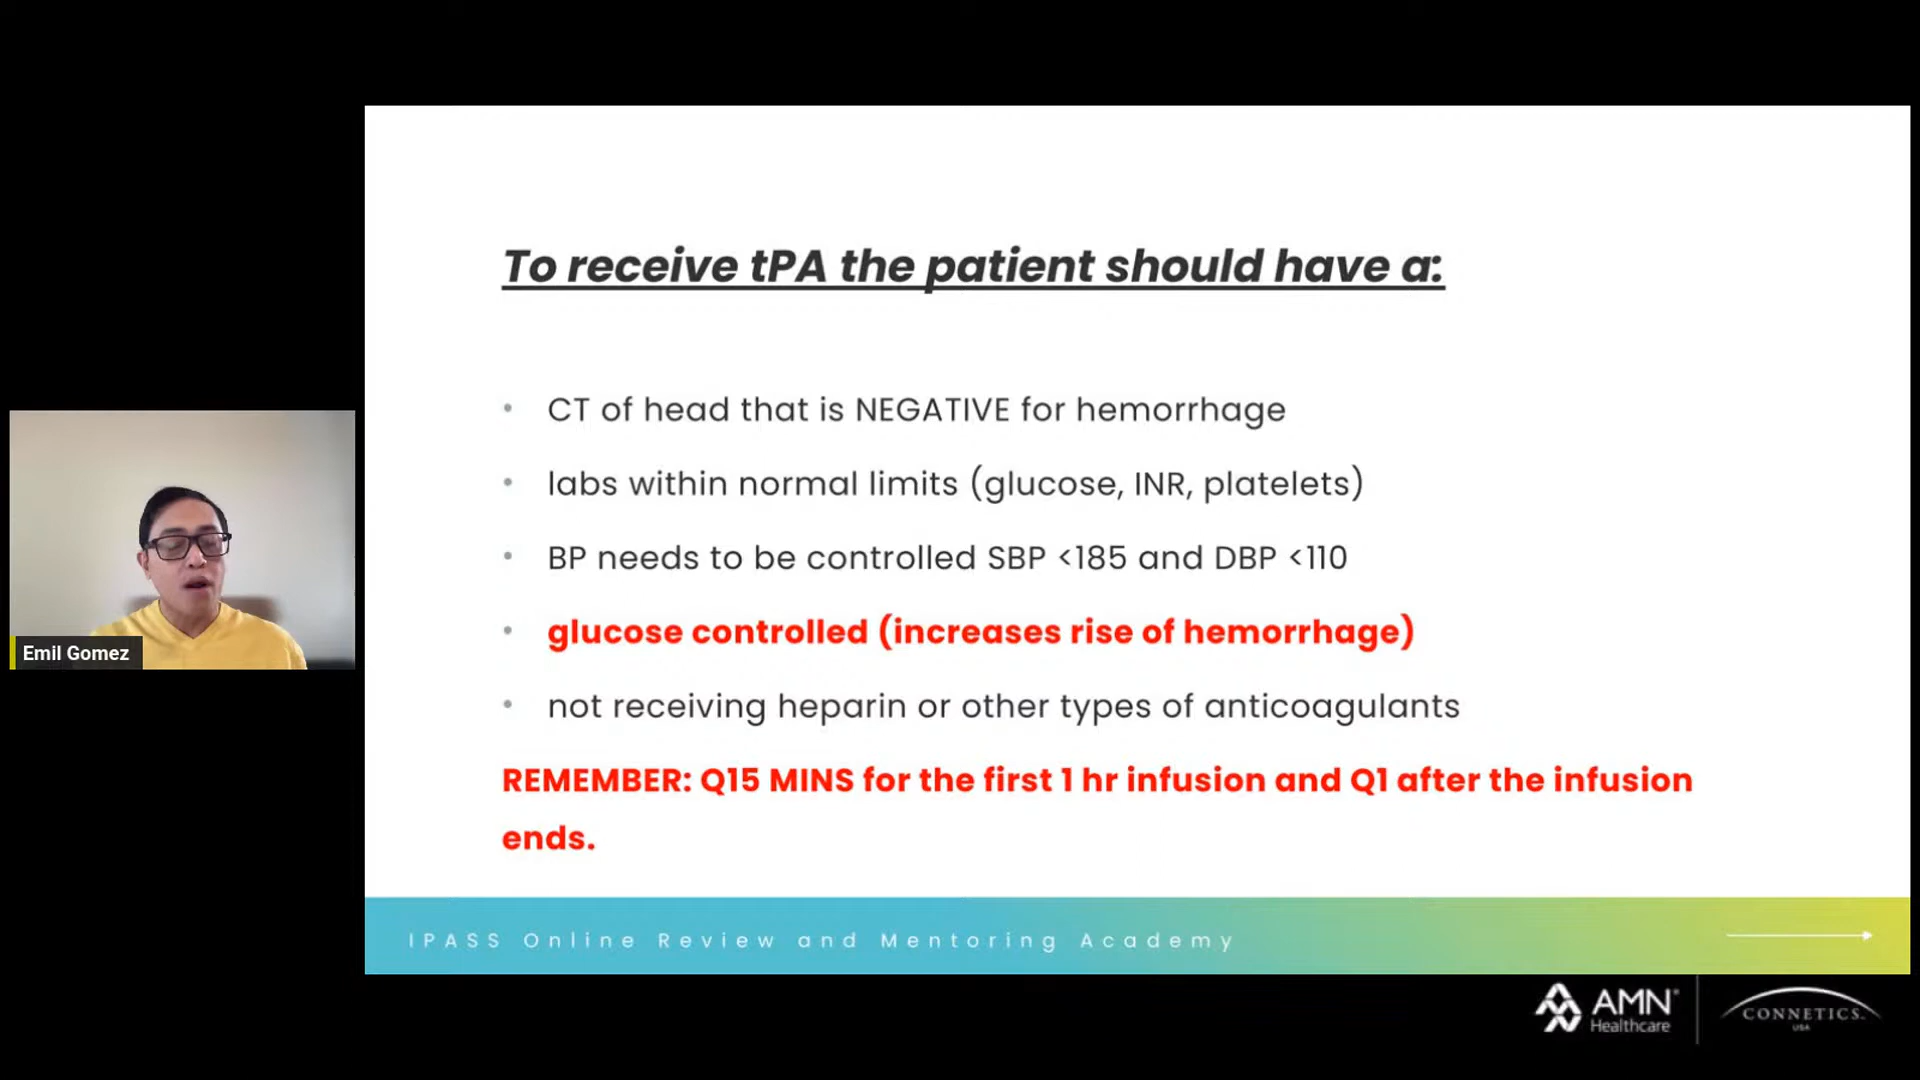 To receive tPA the patient should have a:
• CT of head that is NEGATIVE for hemorrhage
• labs within normal limits (glucose, INR, platelets)
• BP needs to be controlled SBP <185 and DBP <110
• glucose controlled (increases rise of hemorrhage)
• not receiving heparin or other types of anticoagulants
REMEMBER: Q15 MINS for the first 1 hr infusion and Q1 after the infusion
ends.
Emil Gomez
IPASS Online Review and Mentoring Academy
AMN
Healthcare
CONNETICS
USA